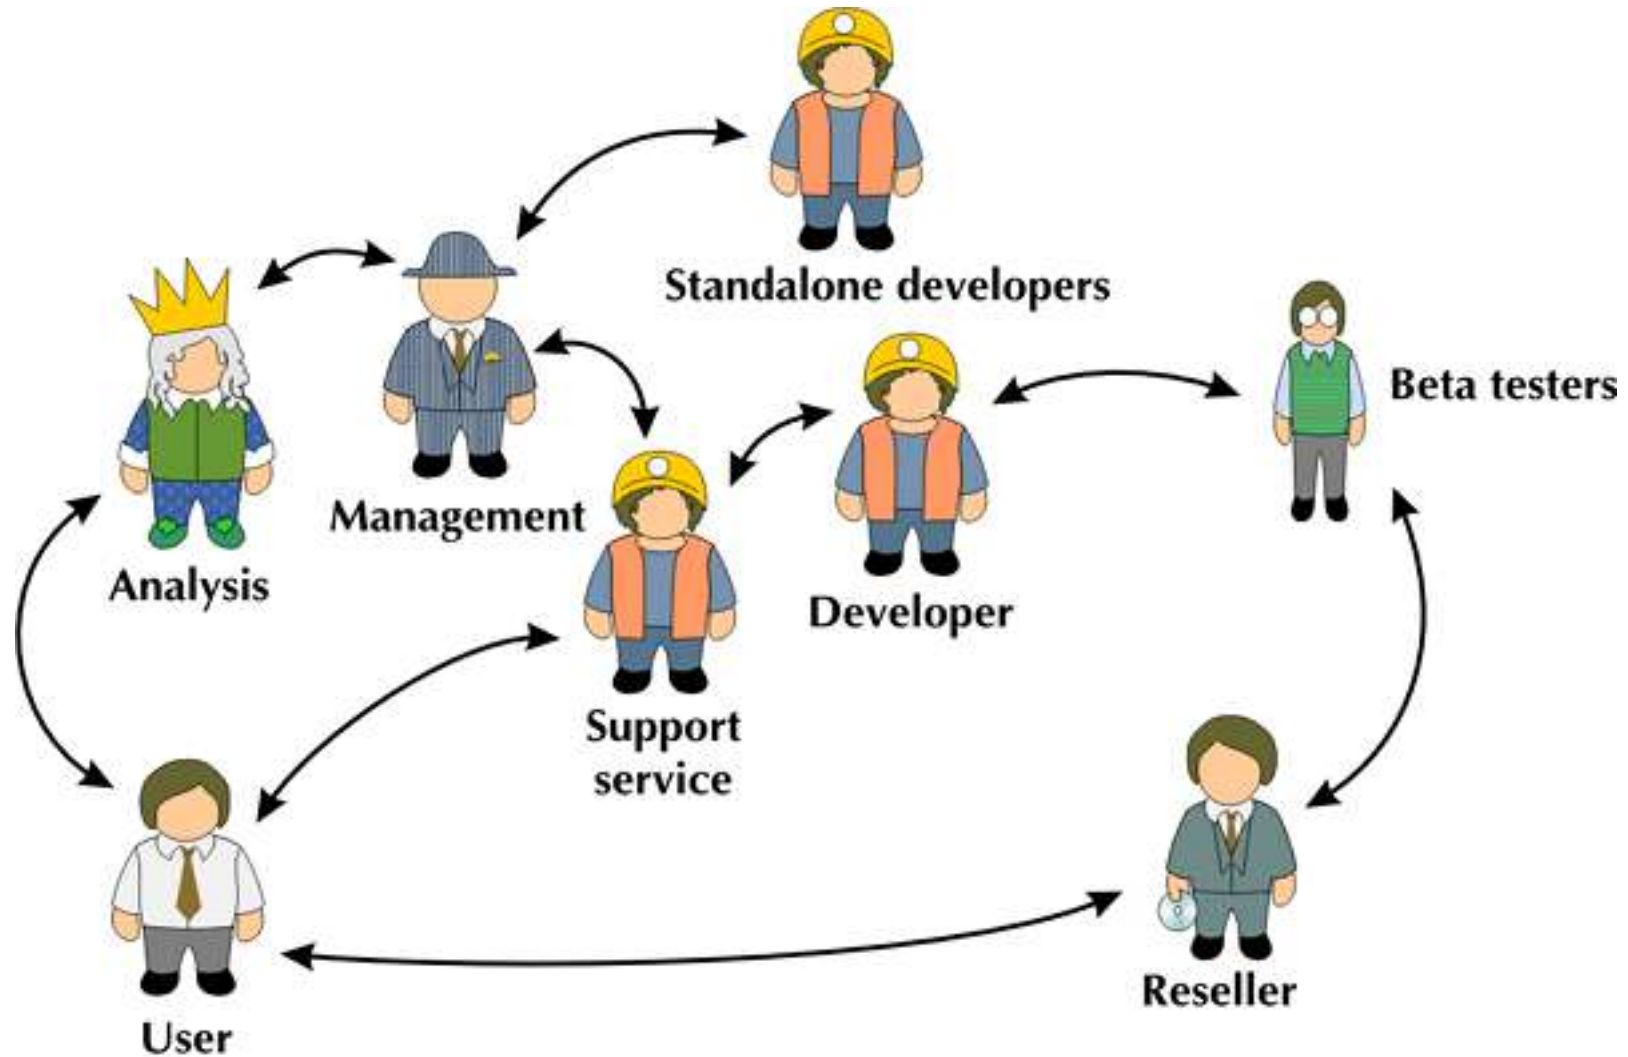 Standalone developers
Beta testers
Management
Analysis
Developer
Support
service
Reseller
User